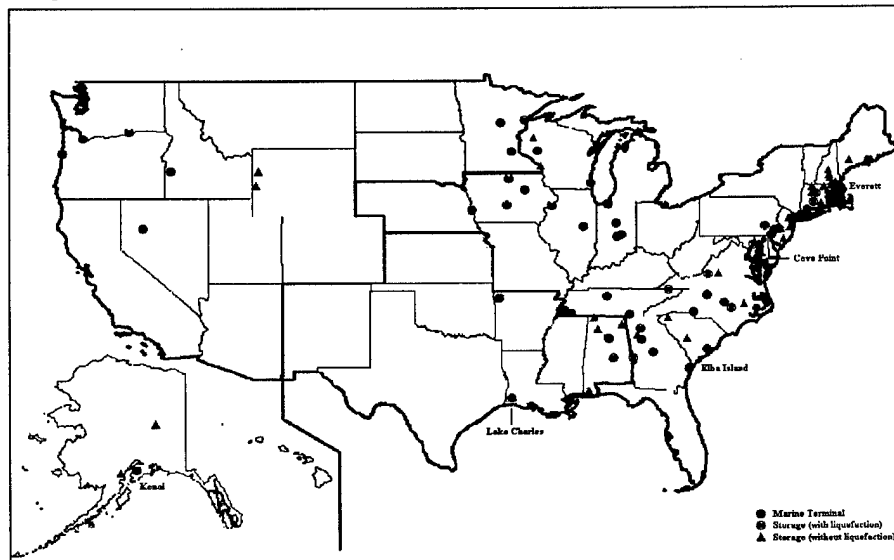 Everett
Cove Point
Elba Island
Lake Charles
Kenai
Marine Terminal
Storage (with liquefaction)
Storage (without liquefaction)